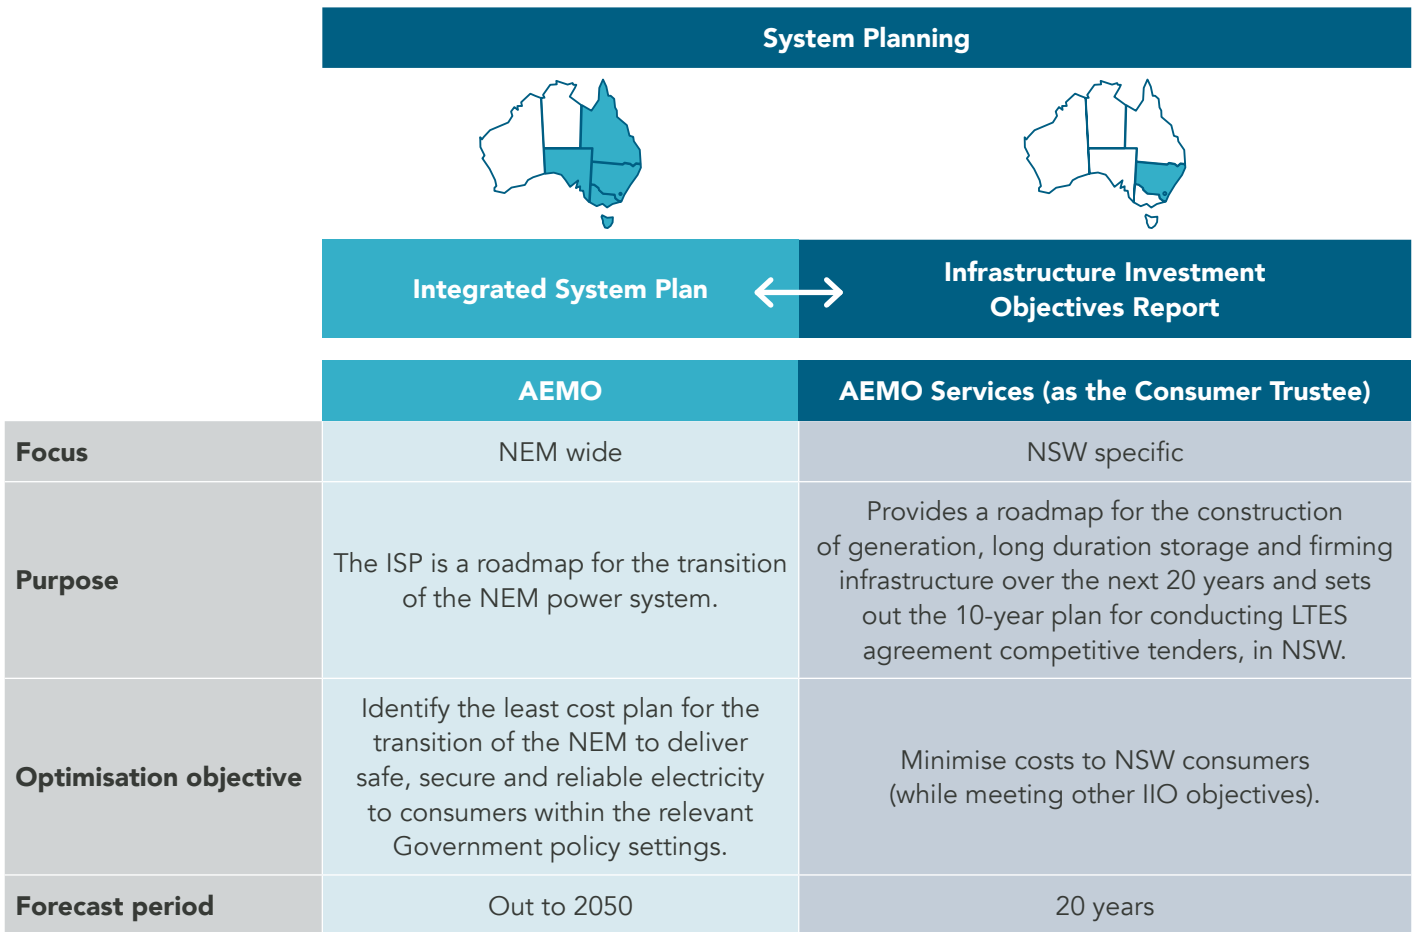 System Planning
Integrated System Plan
Infrastructure Investment
Objectives Report
AEMO
AEMO Services (as the Consumer Trustee)
Focus
NEM wide
NSW specific
Purpose
The ISP is a roadmap for the transition
of the NEM power system.
Provides a roadmap for the construction
of generation, long duration storage and firming
infrastructure over the next 20 years and sets
out the 10-year plan for conducting LTES
agreement competitive tenders, in NSW.
Optimisation objective
Identify the least cost plan for the
transition of the NEM to deliver
safe, secure and reliable electricity
to consumers within the relevant
Government policy settings.
Minimise costs to NSW consumers
(while meeting other IIO objectives).
Forecast period
Out to 2050
20 years